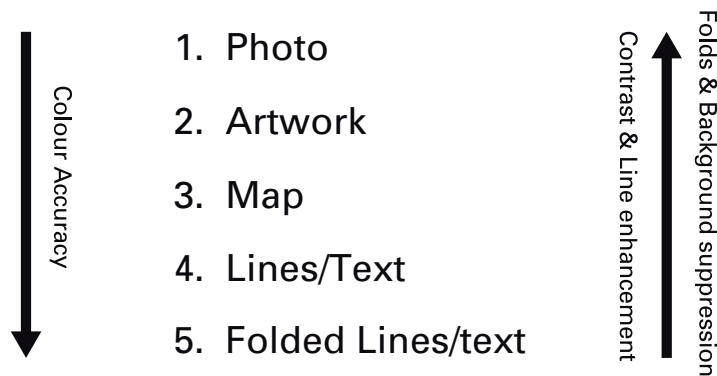 Colour Accuracy
1. Photo
2. Artwork
3. Map
4. Lines/Text
5. Folded Lines/text
Contrast & Line enhancement
Folds & Background suppression